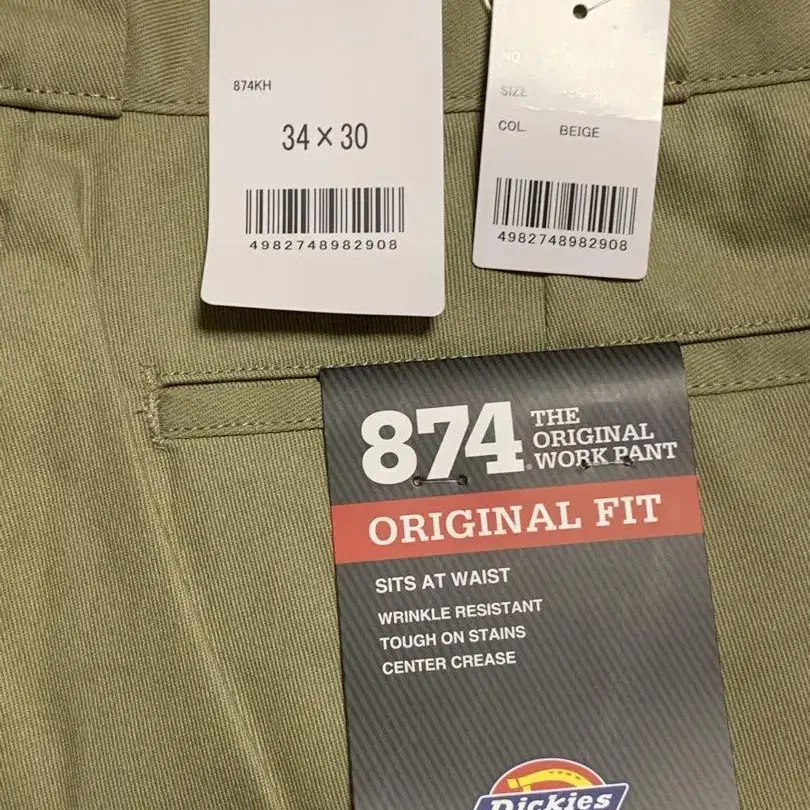 874KH
34×30
4982748982908
NO.
SIZE
COL. BEIGE
4982748982908
874
THE
ORIGINAL
WORK PANT
ORIGINAL FIT
SITS AT WAIST
WRINKLE RESISTANT
TOUGH ON STAINS
CENTER CREASE
Dickies